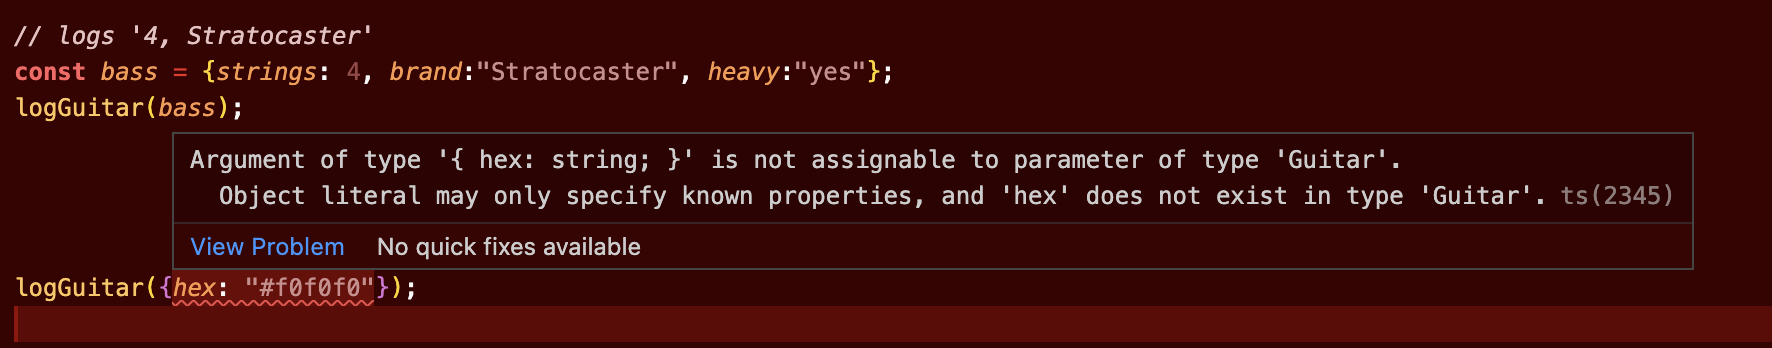 // logs '4, Stratocaster'
const bass = {strings: 4, brand:"Stratocaster", heavy:"yes"};
logGuitar(bass);
Argument of type '{ hex: string; }' is not assignable to parameter of type 'Guitar'.
Object literal may only specify known properties, and 'hex' does not exist in type 'Guitar'. ts(2345)
View Problem No quick fixes available
logGuitar({hex: "#f0f0f0"});